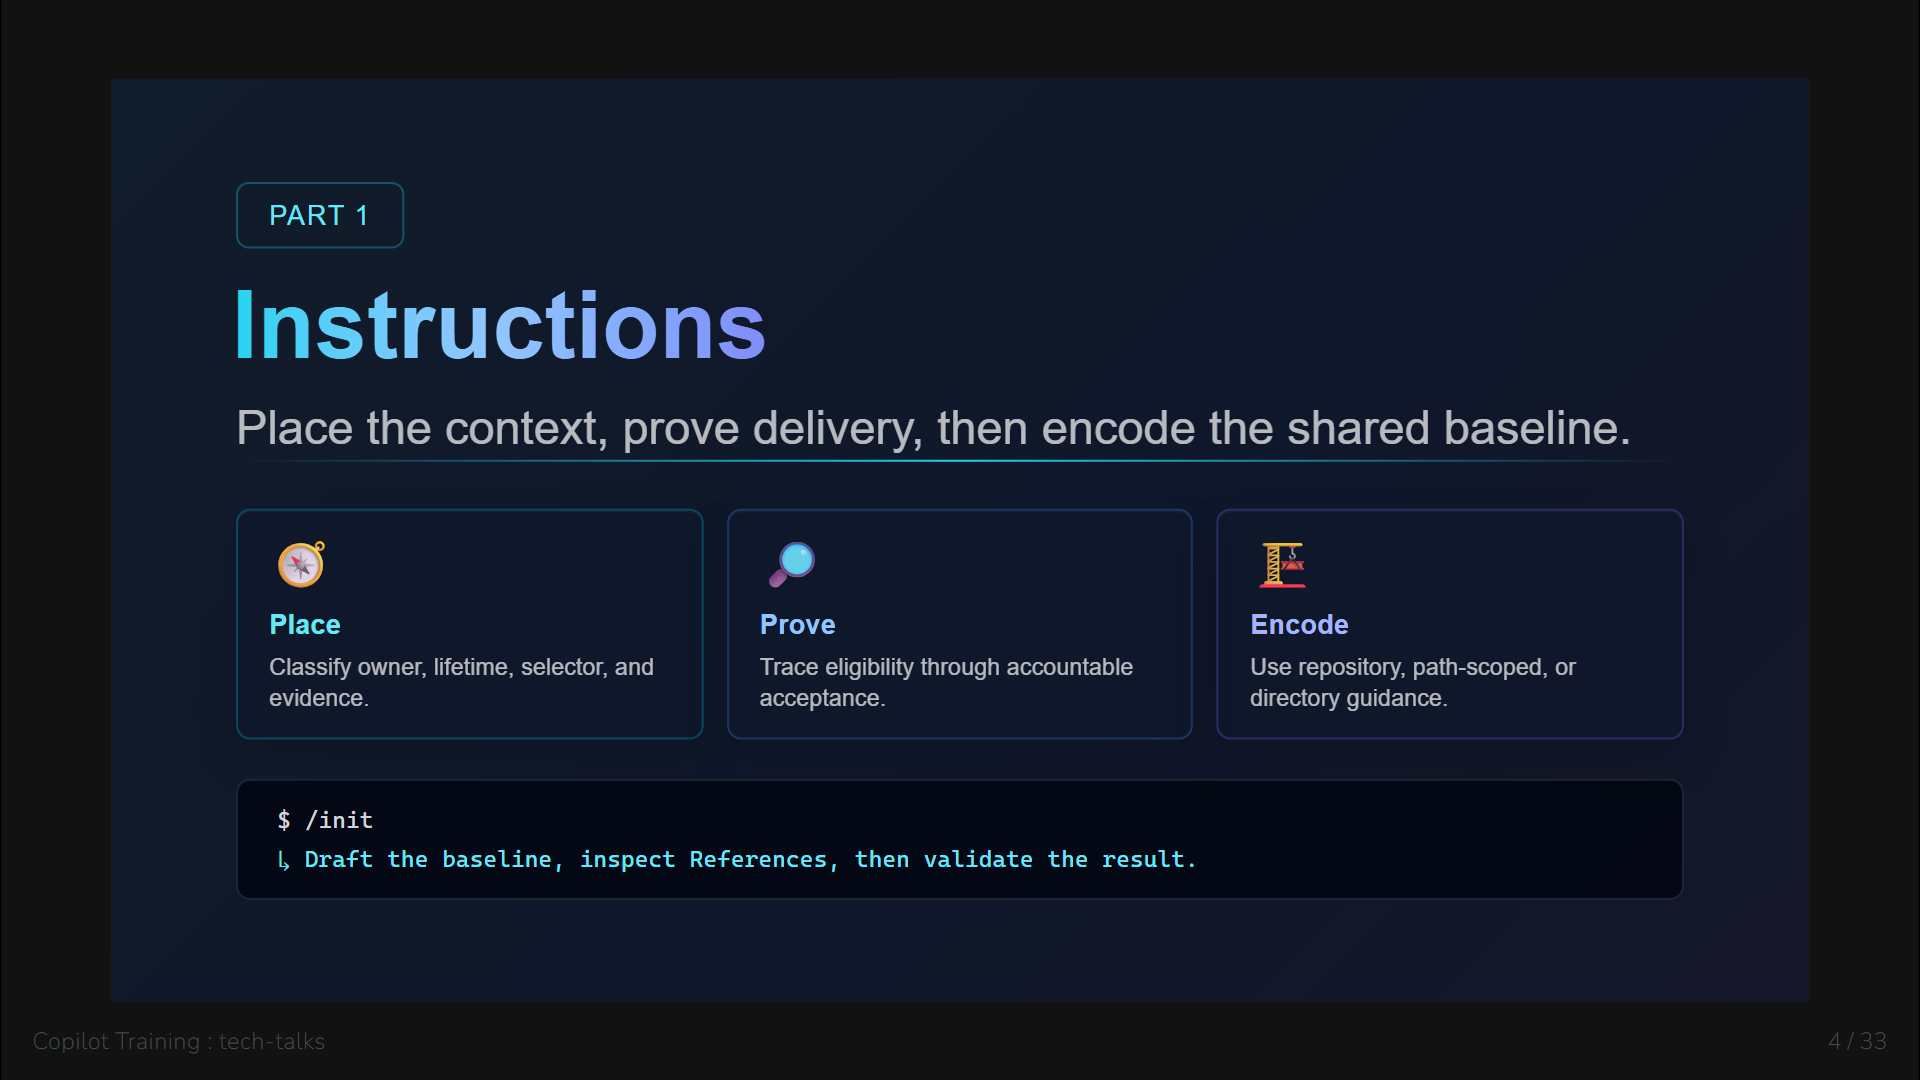 PART 1
Instructions
Place the context, prove delivery, then encode the shared baseline.
Place
Classify owner, lifetime, selector, and
evidence.
Prove
Trace eligibility through accountable
acceptance.
Encode
Use repository, path-scoped, or
directory guidance.
$ /init
↳ Draft the baseline, inspect References, then validate the result.
Copilot Training : tech-talks
4 / 33